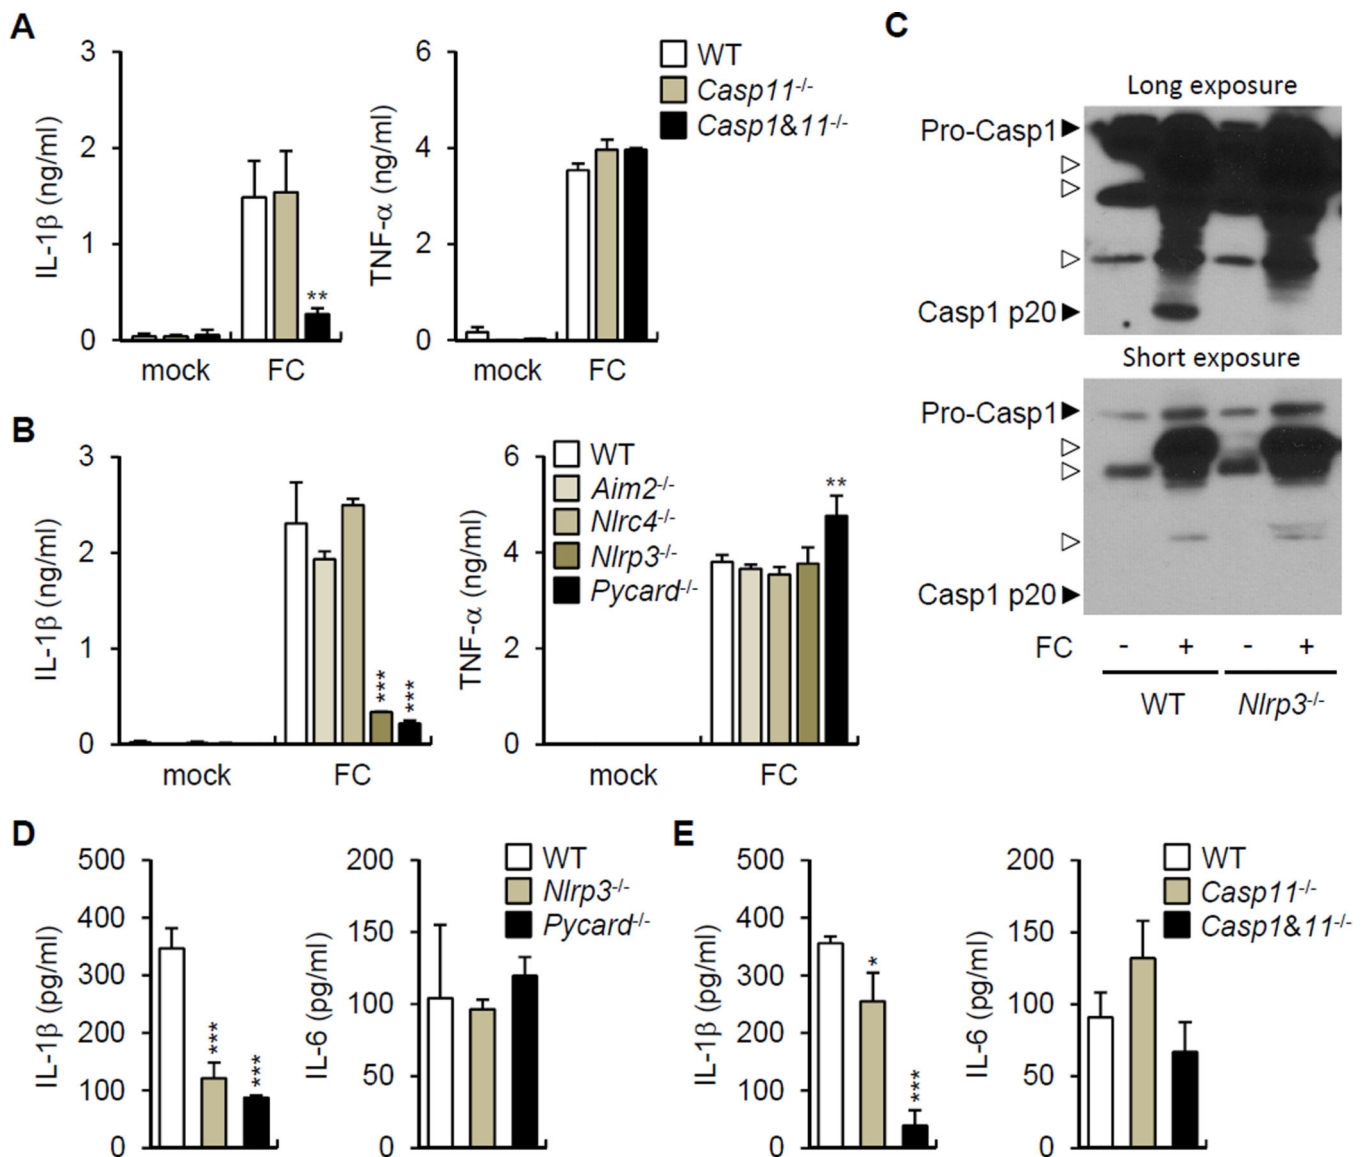 A
3
2
1
0
IL-1β (ng/ml)
mock
FC
6
4
2
0
TNF-α (ng/ml)
mock
FC
WT
Casp11-/-
Casp1&11-/-
**
B
3
2
1
0
IL-1β (ng/ml)
mock
FC
***
***
6
4
2
0
TNF-α (ng/ml)
mock
FC
WT
Aim2-/-
Nlrc4-/-
Nlrp3-/-
Pycard-/-
**
C
Long exposure
Pro-Casp1
Casp1 p20
Short exposure
Pro-Casp1
Casp1 p20
FC - + - +
WT Nlrp3-/-
D
500
400
300
200
100
0
IL-1β (pg/ml)
***
***
200
150
100
50
0
IL-6 (pg/ml)
WT
Nlrp3-/-
Pycard-/-
E
500
400
300
200
100
0
IL-1β (pg/ml)
*
***
200
150
100
50
0
IL-6 (pg/ml)
WT
Casp11-/-
Casp1&11-/-